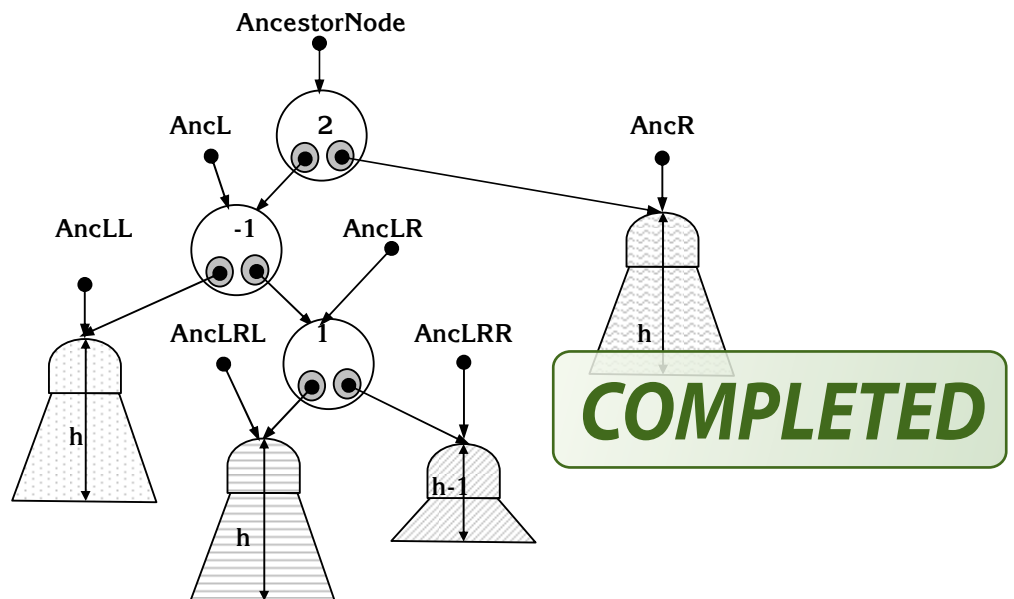 AncestorNode
2
AncL
AncR
-1
AncLL
AncLR
1
AncLRL
AncLRR
h
h
h-1
h
COMPLETED